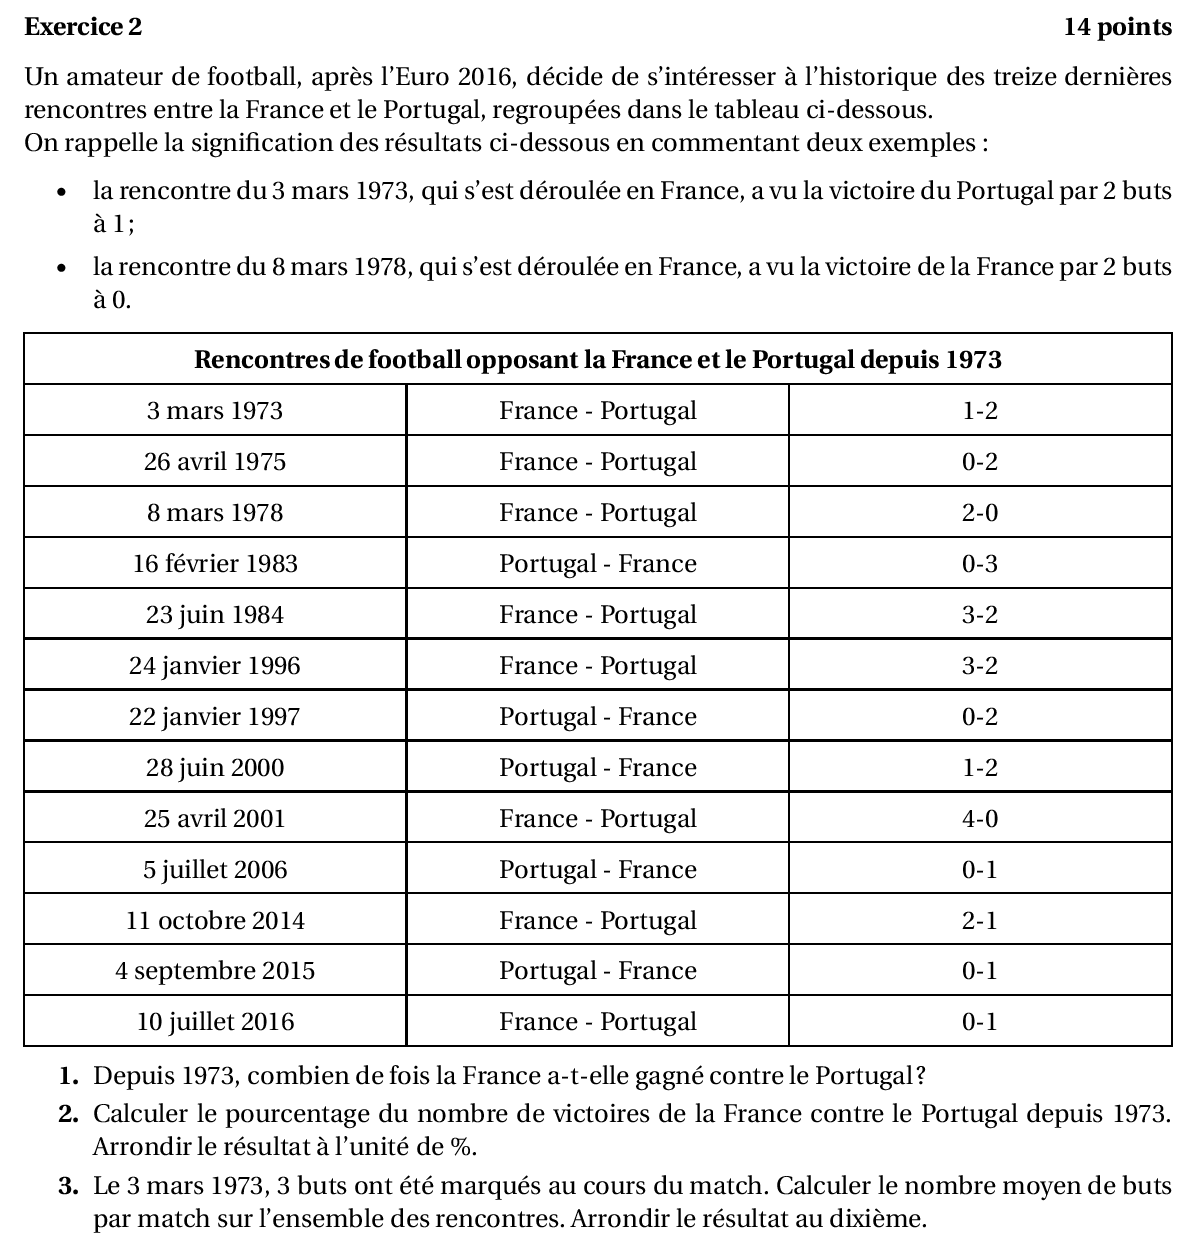 Exercice 2 14 points
Un amateur de football, après l'Euro 2016, décide de s'intéresser à l'historique des treize dernières
rencontres entre la France et le Portugal, regroupées dans le tableau ci-dessous.
On rappelle la signification des résultats ci-dessous en commentant deux exemples :
• la rencontre du 3 mars 1973, qui s'est déroulée en France, a vu la victoire du Portugal par 2 buts
à 1;
• la rencontre du 8 mars 1978, qui s'est déroulée en France, a vu la victoire de la France par 2 buts
à 0.
Rencontres de football opposant la France et le Portugal depuis 1973
3 mars 1973 France - Portugal 1-2
26 avril 1975 France - Portugal 0-2
8 mars 1978 France - Portugal 2-0
16 février 1983 Portugal - France 0-3
23 juin 1984 France - Portugal 3-2
24 janvier 1996 France - Portugal 3-2
22 janvier 1997 Portugal - France 0-2
28 juin 2000 Portugal - France 1-2
25 avril 2001 France - Portugal 4-0
5 juillet 2006 Portugal - France 0-1
11 octobre 2014 France - Portugal 2-1
4 septembre 2015 Portugal - France 0-1
10 juillet 2016 France - Portugal 0-1
1. Depuis 1973, combien de fois la France a-t-elle gagné contre le Portugal?
2. Calculer le pourcentage du nombre de victoires de la France contre le Portugal depuis 1973.
Arrondir le résultat à l'unité de %.
3. Le 3 mars 1973, 3 buts ont été marqués au cours du match. Calculer le nombre moyen de buts
par match sur l'ensemble des rencontres. Arrondir le résultat au dixième.